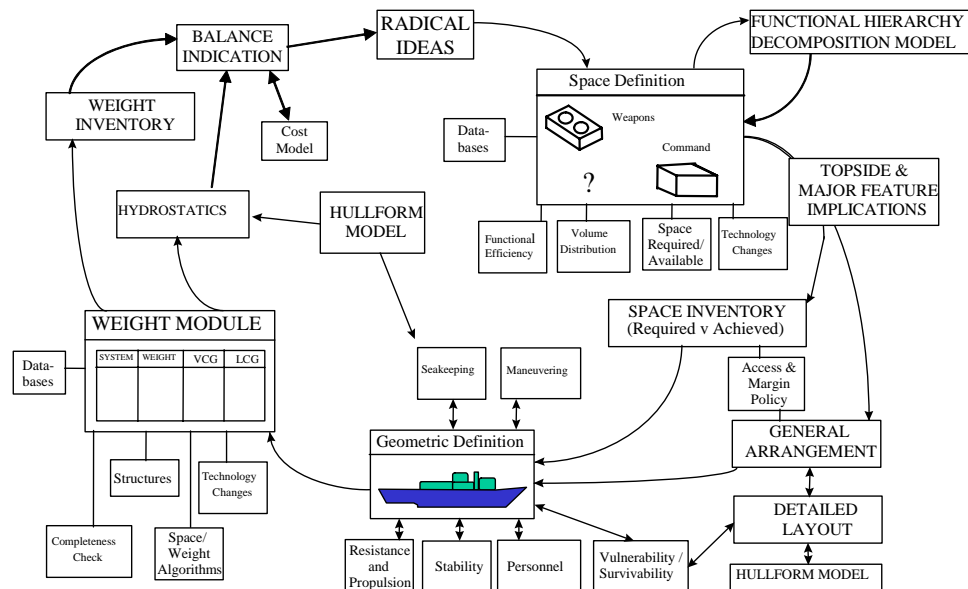 BALANCE
INDICATION
RADICAL
IDEAS
FUNCTIONAL HIERARCHY
DECOMPOSITION MODEL
WEIGHT
INVENTORY
Cost
Model
Space Definition
Weapons
Command
?
Data-
bases
TOPSIDE &
MAJOR FEATURE
IMPLICATIONS
HYDROSTATICS
HULLFORM
MODEL
Functional
Efficiency
Volume
Distribution
Space
Required/
Available
Technology
Changes
WEIGHT MODULE
SYSTEM WEIGHT VCG LCG
Data-
bases
SPACE INVENTORY
(Required v Achieved)
Seakeeping
Maneuvering
Access &
Margin
Policy
Geometric Definition
GENERAL
ARRANGEMENT
Structures
Technology
Changes
Completeness
Check
Space/
Weight
Algorithms
DETAILED
LAYOUT
Resistance
and
Propulsion
Stability
Personnel
Vulnerability /
Survivability
HULLFORM MODEL